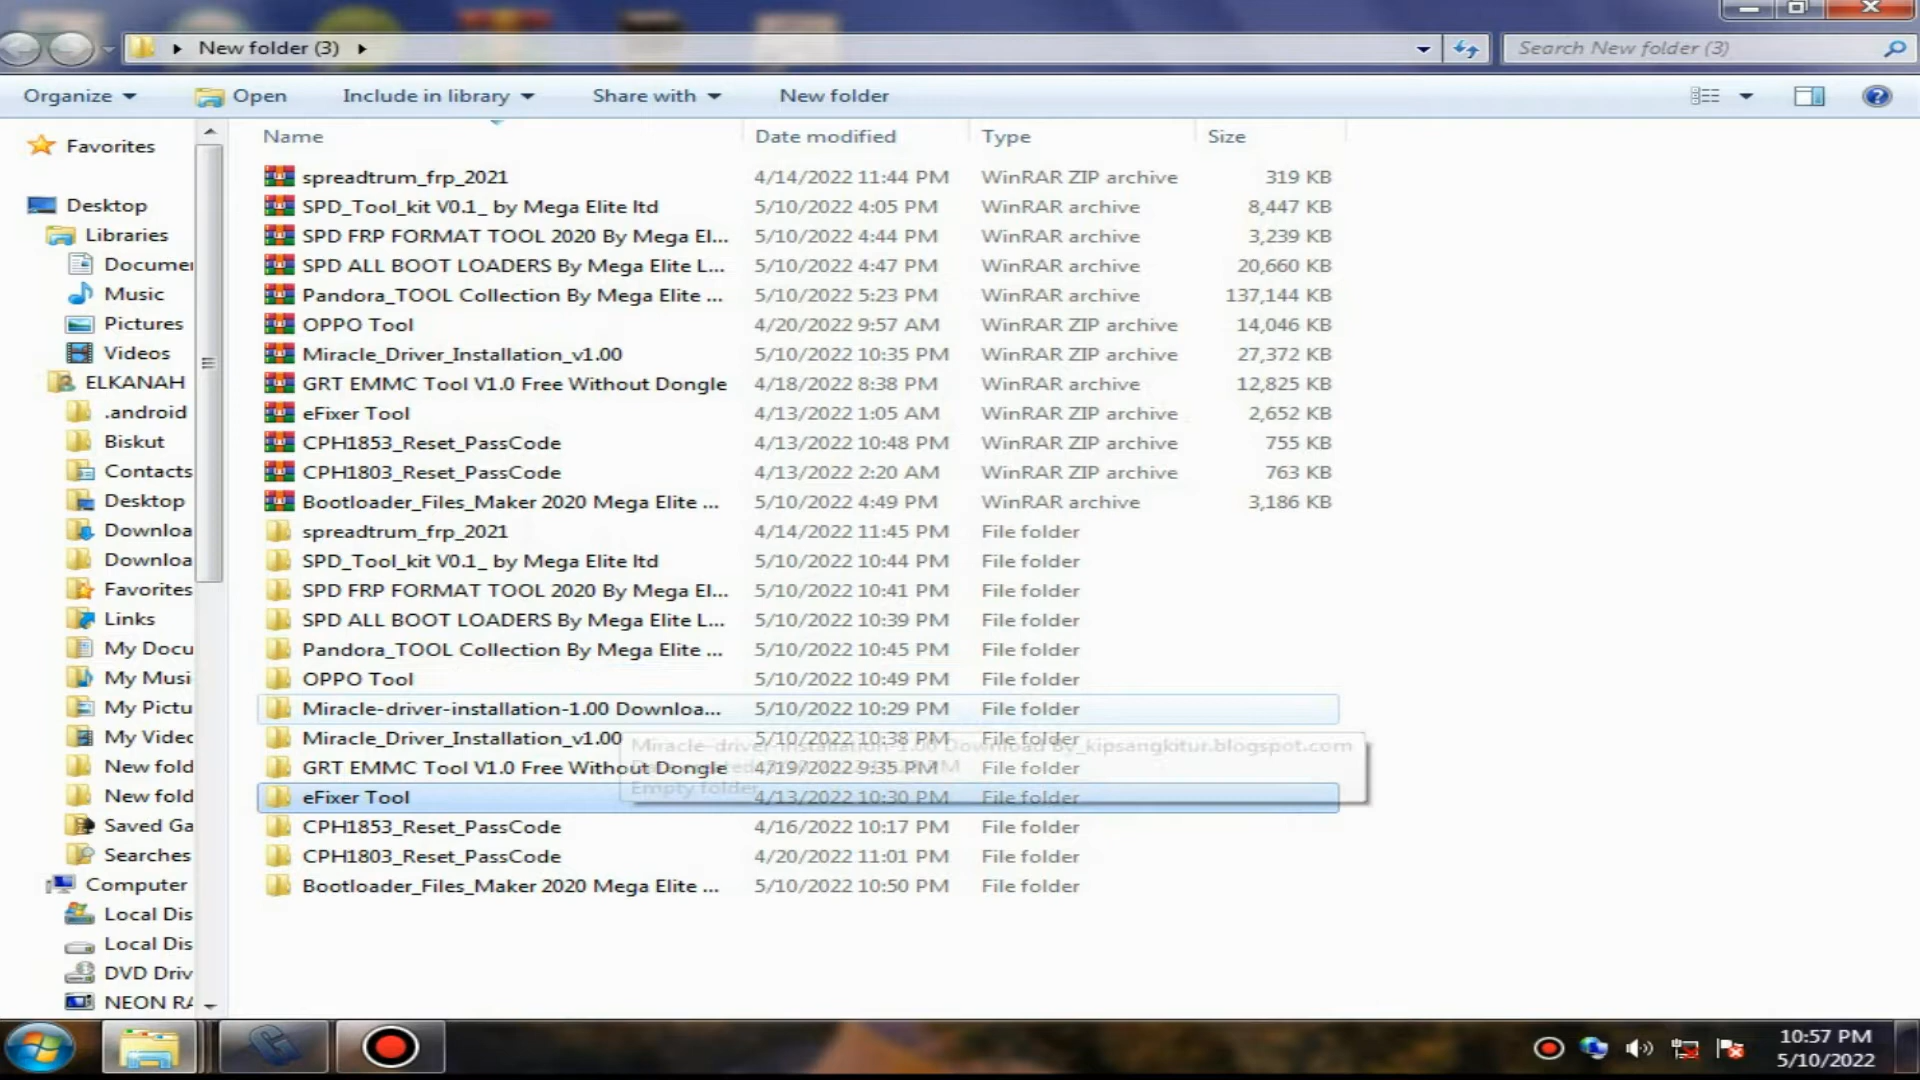 New folder (3)
Search New folder (3)
Organize Open Include in library Share with New folder
Name Date modified Type Size
spreadtrum_frp_2021 4/14/2022 11:44 PM WinRAR ZIP archive 319 KB
SPD_Tool_kit V0.1_ by Mega Elite ltd 5/10/2022 4:05 PM WinRAR archive 8,447 KB
SPD FRP FORMAT TOOL 2020 By Mega El... 5/10/2022 4:44 PM WinRAR archive 3,239 KB
SPD ALL BOOT LOADERS By Mega Elite L... 5/10/2022 4:47 PM WinRAR archive 20,660 KB
Pandora_TOOL Collection By Mega Elite ... 5/10/2022 5:23 PM WinRAR archive 137,144 KB
OPPO Tool 4/20/2022 9:57 AM WinRAR ZIP archive 14,046 KB
Miracle_Driver_Installation_v1.00 5/10/2022 10:35 PM WinRAR ZIP archive 27,372 KB
GRT EMMC Tool V1.0 Free Without Dongle 4/18/2022 8:38 PM WinRAR archive 12,825 KB
eFixer Tool 4/13/2022 1:05 AM WinRAR ZIP archive 2,652 KB
CPH1853_Reset_PassCode 4/13/2022 10:48 PM WinRAR ZIP archive 755 KB
CPH1803_Reset_PassCode 4/13/2022 2:20 AM WinRAR ZIP archive 763 KB
Bootloader_Files_Maker 2020 Mega Elite ... 5/10/2022 4:49 PM WinRAR archive 3,186 KB
spreadtrum_frp_2021 4/14/2022 11:45 PM File folder
SPD_Tool_kit V0.1_ by Mega Elite ltd 5/10/2022 10:44 PM File folder
SPD FRP FORMAT TOOL 2020 By Mega El... 5/10/2022 10:41 PM File folder
SPD ALL BOOT LOADERS By Mega Elite L... 5/10/2022 10:39 PM File folder
Pandora_TOOL Collection By Mega Elite ... 5/10/2022 10:45 PM File folder
OPPO Tool 5/10/2022 10:49 PM File folder
Miracle-driver-installation-1.00 Downloa... 5/10/2022 10:29 PM File folder
Miracle_Driver_Installation_v1.00 5/10/2022 10:38 PM File folder
GRT EMMC Tool V1.0 Free Without Dongle 4/19/2022 9:35 PM File folder
eFixer Tool 4/13/2022 10:30 PM File folder
CPH1853_Reset_PassCode 4/16/2022 10:17 PM File folder
CPH1803_Reset_PassCode 4/20/2022 11:01 PM File folder
Bootloader_Files_Maker 2020 Mega Elite ... 5/10/2022 10:50 PM File folder
Miracle-driver-installation-1.00 Download By_kipsangkitur.blogspot.com
Empty folder
Favorites
Desktop
Libraries
Documen
Music
Pictures
Videos
ELKANAH
.android
Biskut
Contacts
Desktop
Downloa
Downloa
Favorites
Links
My Docu
My Musi
My Pictu
My Videc
New fold
New fold
Saved Ga
Searches
Computer
Local Dis
Local Dis
DVD Driv
NEON RA
10:57 PM
5/10/2022